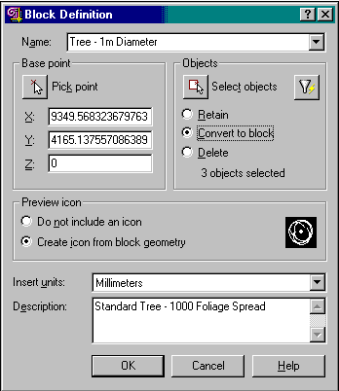 Block Definition
Name: Tree - 1m Diameter
Base point
Pick point
X: 9349.568323679763
Y: 4165.137557086389
Z: 0
Objects
Select objects
Retain
Convert to block
Delete
3 objects selected
Preview icon
Do not include an icon
Create icon from block geometry
Insert units: Millimeters
Description: Standard Tree - 1000 Foliage Spread
OK Cancel Help